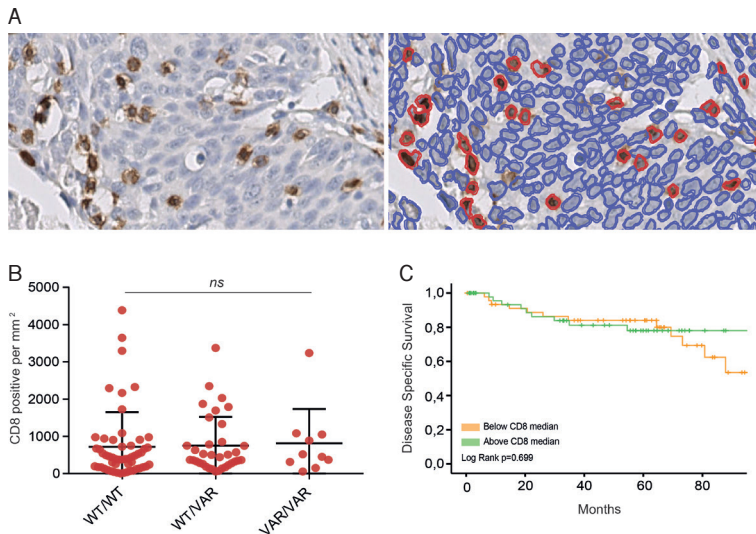 A
B
ns
CD8 positive per mm²
5000
4000
3000
2000
1000
0
WT/WT
WT/VAR
VAR/VAR
C
Disease Specific Survival
1,0
0,8
0,6
0,4
0,2
0,0
Below CD8 median
Above CD8 median
Log Rank p=0.699
0 20 40 60 80
Months